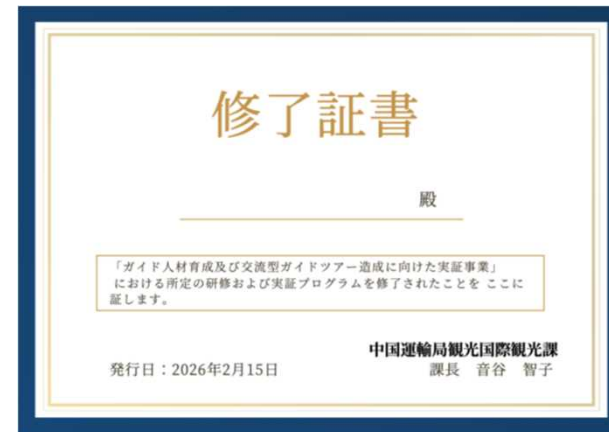 修了証書
殿
「ガイド人材育成及び交流型ガイドツアー造成に向けた実証事業」
における所定の研修および実証プログラムを修了されたことを ここに
証します。
中国運輸局観光国際観光課
発行日：2026年2月15日
課長　音谷　智子